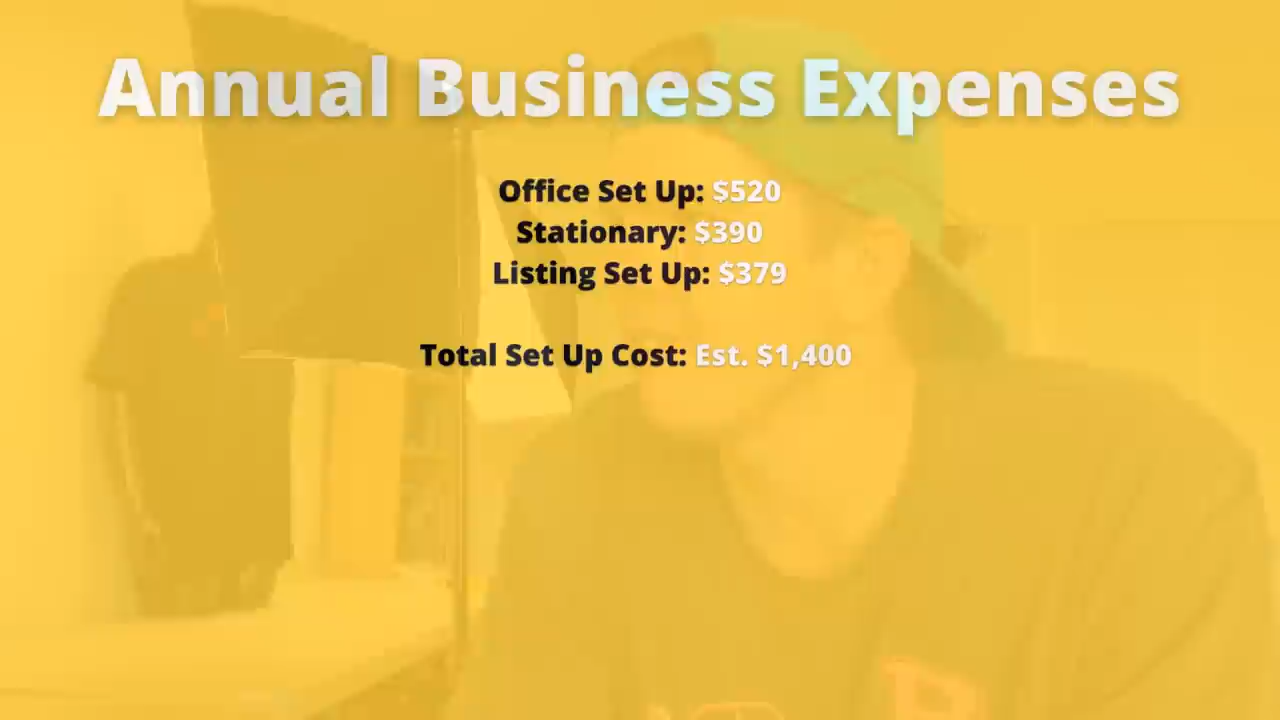 Annual Business Expenses
Office Set Up: $520
Stationary: $390
Listing Set Up: $379
Total Set Up Cost: Est. $1,400